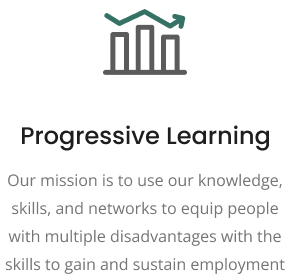 Progressive Learning
Our mission is to use our knowledge,
skills, and networks to equip people
with multiple disadvantages with the
skills to gain and sustain employment